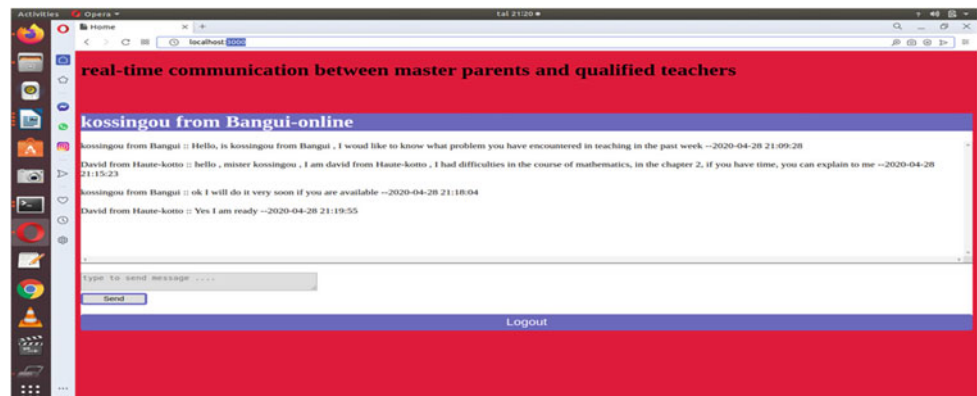 Activities Opera tal 21:20
Home
localhost:3000
real-time communication between master parents and qualified teachers
kossingou from Bangui-online
kossingou from Bangui :: Hello, is kossingou from Bangui , I woud like to know what problem you have encountered in teaching in the past week --2020-04-28 21:09:28
David from Haute-kotto :: hello , mister kossingou , I am david from Haute-kotto , I had difficulties in the course of mathematics, in the chapter 2, if you have time, you can explain to me --2020-04-28
21:15:23
kossingou from Bangui :: ok I will do it very soon if you are available --2020-04-28 21:18:04
David from Haute-kotto :: Yes I am ready --2020-04-28 21:19:55
type to send message ....
Send
Logout